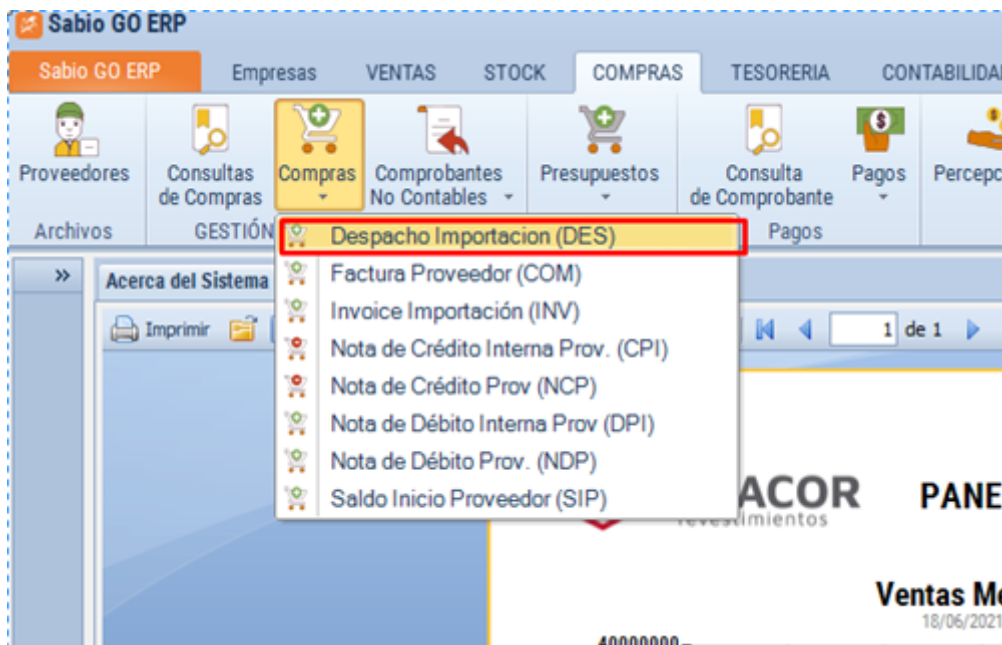 Sabio GO ERP
Sabio GO ERP Empresas VENTAS STOCK COMPRAS TESORERIA CONTABILIDA
Proveedores Consultas de Compras Compras Comprobantes No Contables Presupuestos Consulta de Comprobante Pagos Percepc
Archivos GESTIÓN Pagos
Despacho Importacion (DES)
Factura Proveedor (COM)
Invoice Importación (INV)
Nota de Crédito Interna Prov. (CPI)
Nota de Crédito Prov (NCP)
Nota de Débito Interna Prov (DPI)
Nota de Débito Prov. (NDP)
Saldo Inicio Proveedor (SIP)
Acerca del Sistema
Imprimir 1 de 1
ACOR PANE
revestimientos
Ventas Me
18/06/2021
40000000